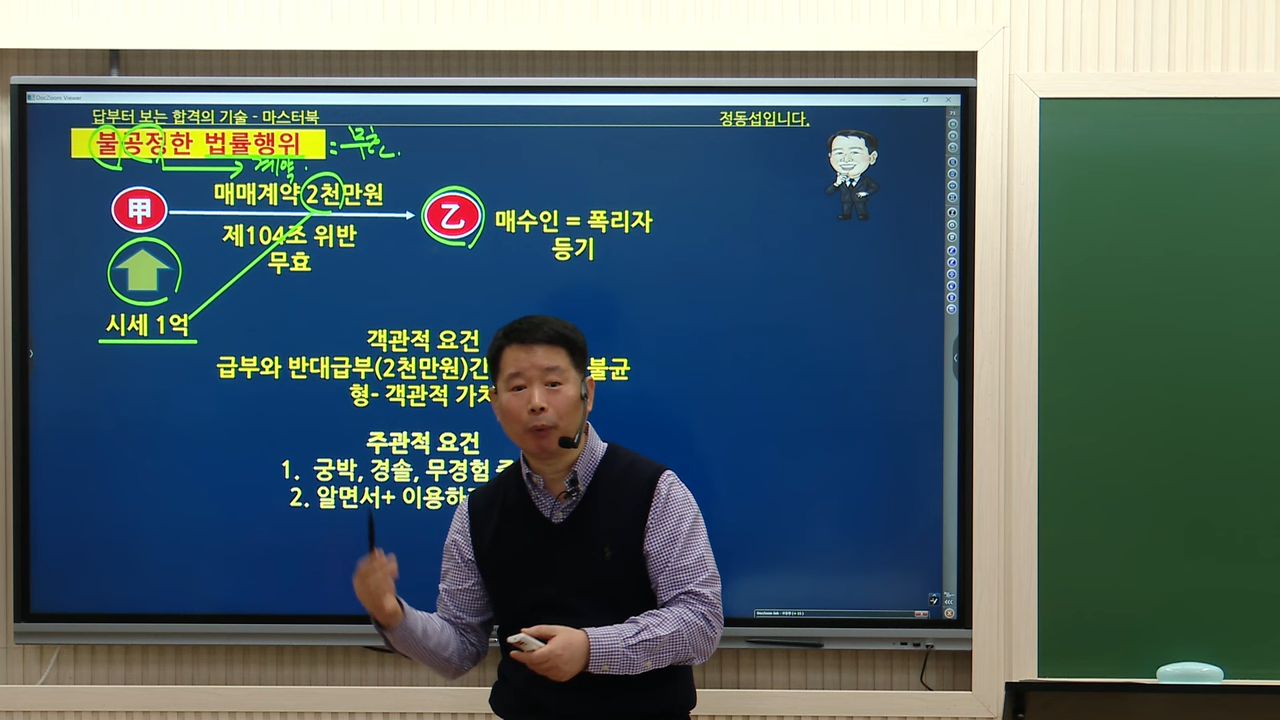 DocZoom Viewer
답부터 보는 합격의 기술 - 마스터북
정동섭입니다.
불공정한 법률행위 : 무효.
계약.
매매계약 2천만원
甲
乙
매수인 = 폭리자
등기
제104조 위반
무효
시세 1억
객관적 요건
급부와 반대급부(2천만원)간 불균
형- 객관적 가치
주관적 요건
1. 궁박, 경솔, 무경험
2. 알면서+ 이용하